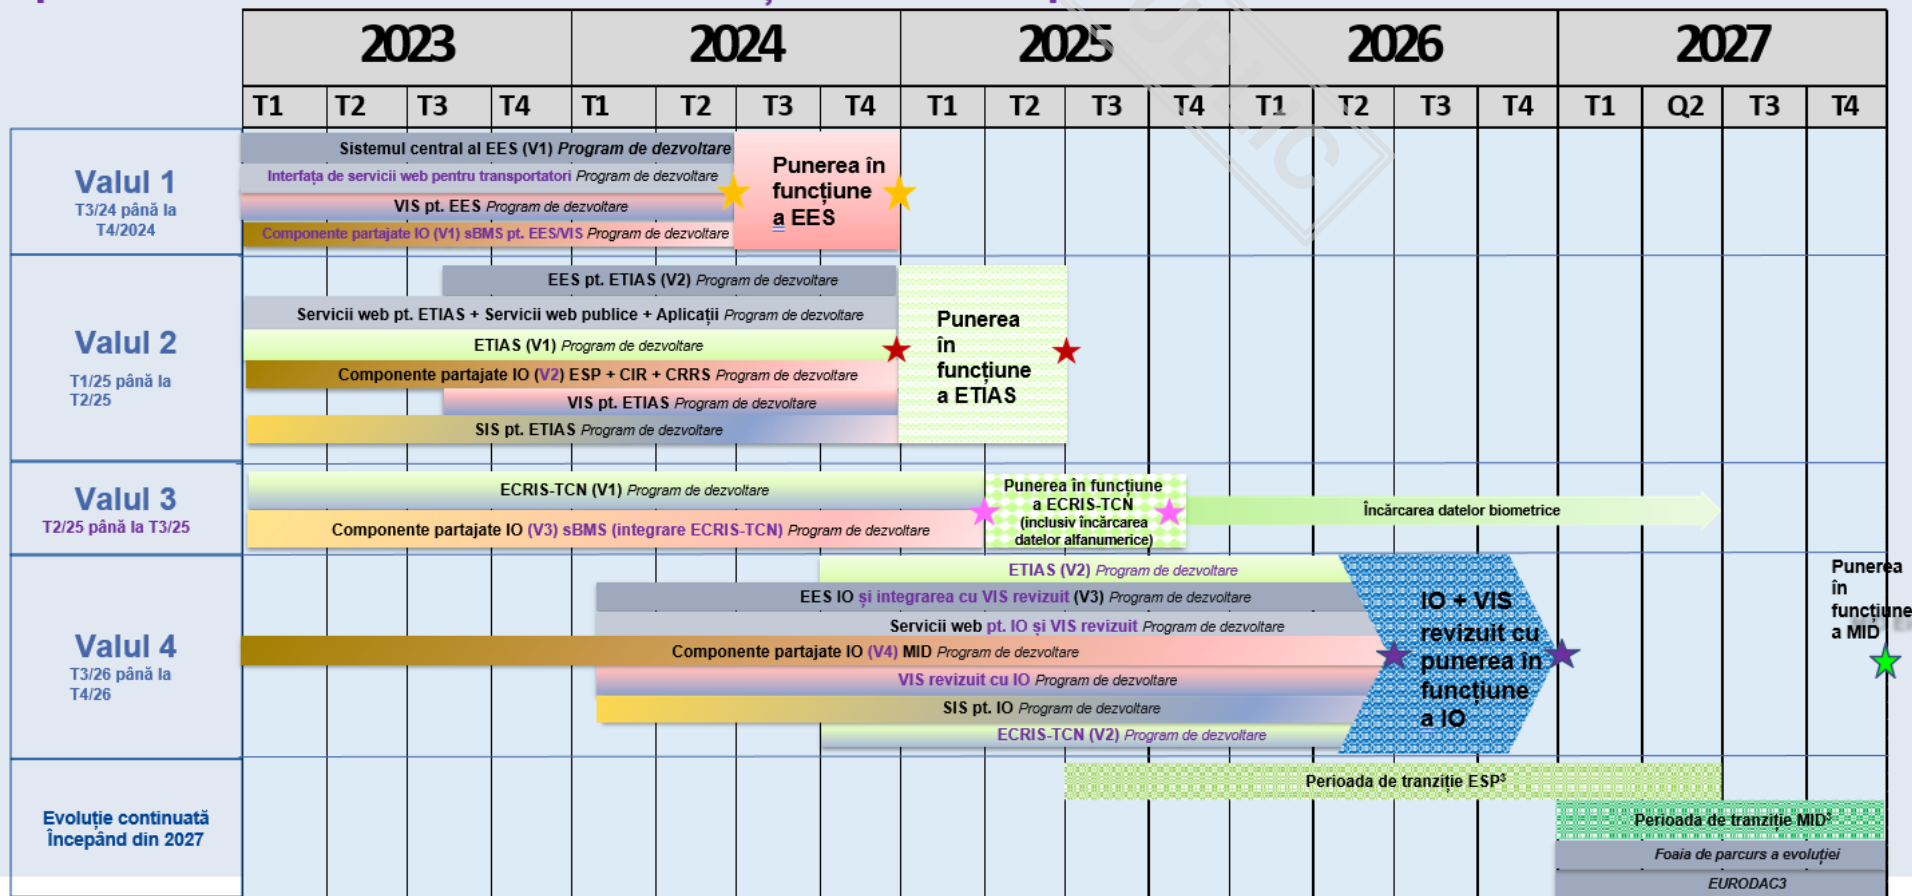 2023 2024 2025 2026 2027
T1 T2 T3 T4 T1 T2 T3 T4 T1 T2 T3 T4 T1 T2 T3 T4 T1 Q2 T3 T4
Valul 1
T3/24 până la
T4/2024
Sistemul central al EES (V1) Program de dezvoltare
Interfața de servicii web pentru transportatori Program de dezvoltare
VIS pt. EES Program de dezvoltare
Componente partajate IO (V1) sBMS pt. EES/VIS Program de dezvoltare
Punerea în
funcțiune
a EES
Valul 2
T1/25 până la
T2/25
EES pt. ETIAS (V2) Program de dezvoltare
Servicii web pt. ETIAS + Servicii web publice + Aplicații Program de dezvoltare
ETIAS (V1) Program de dezvoltare
Componente partajate IO (V2) ESP + CIR + CRRS Program de dezvoltare
VIS pt. ETIAS Program de dezvoltare
SIS pt. ETIAS Program de dezvoltare
Punerea
în
funcțiune
a ETIAS
Valul 3
T2/25 până la T3/25
ECRIS-TCN (V1) Program de dezvoltare
Componente partajate IO (V3) sBMS (integrare ECRIS-TCN) Program de dezvoltare
Punerea în funcțiune
a ECRIS-TCN
(inclusiv încărcarea
datelor alfanumerice)
Încărcarea datelor biometrice
Valul 4
T3/26 până la
T4/26
ETIAS (V2) Program de dezvoltare
EES IO și integrarea cu VIS revizuit (V3) Program de dezvoltare
Servicii web pt. IO și VIS revizuit Program de dezvoltare
Componente partajate IO (V4) MID Program de dezvoltare
VIS revizuit cu IO Program de dezvoltare
SIS pt. IO Program de dezvoltare
ECRIS-TCN (V2) Program de dezvoltare
IO + VIS
revizuit cu
punerea în
funcțiune
a IO
Punerea
în
funcțiune
a MID
Evoluție continuată
Începând din 2027
Perioada de tranziție ESP³
Perioada de tranziție MID³
Foaia de parcurs a evoluției
EURODAC3
PUBLIC